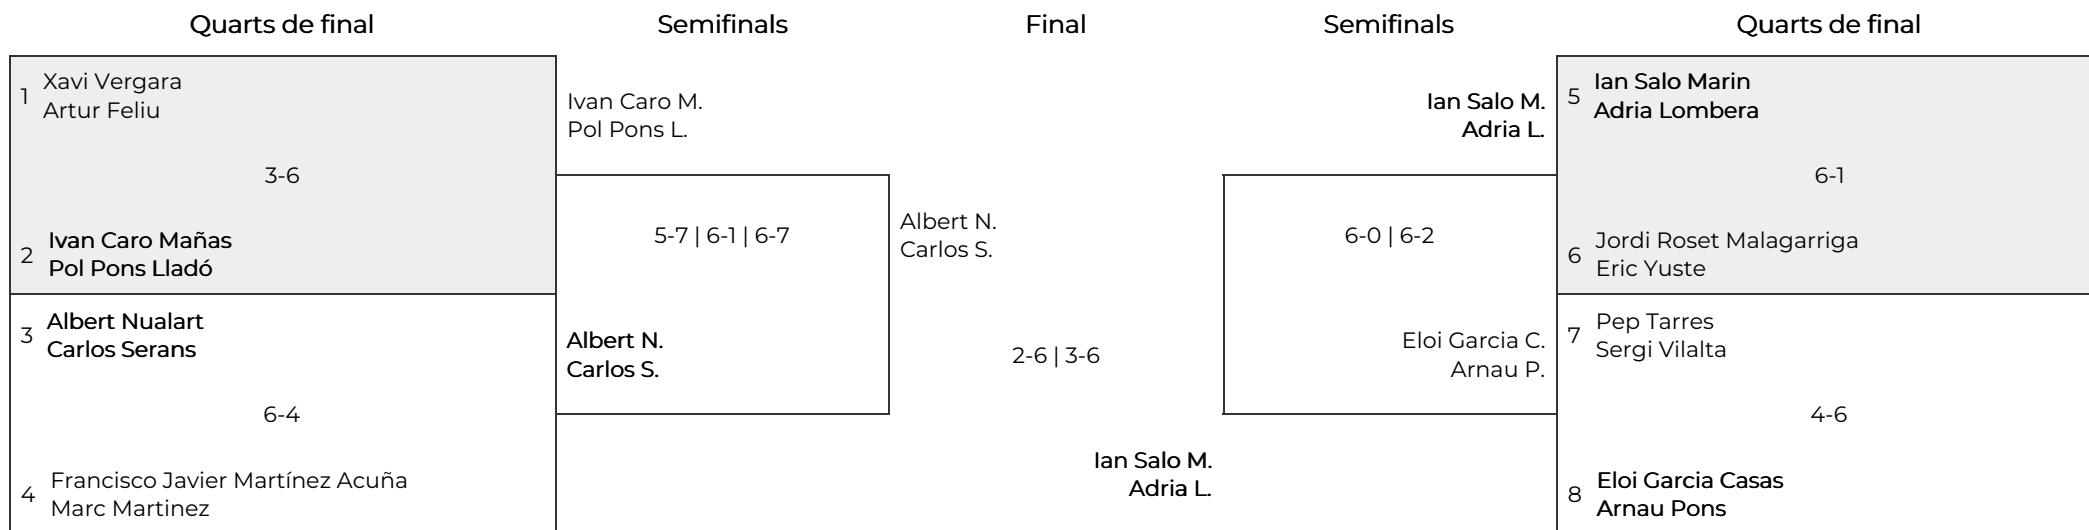 Quarts de final
Semifinals
Final
Semifinals
Quarts de final
1
Xavi Vergara
Artur Feliu
3-6
2
Ivan Caro Mañas
Pol Pons Lladó
3
Albert Nualart
Carlos Serans
6-4
4
Francisco Javier Martínez Acuña
Marc Martinez
Ivan Caro M.
Pol Pons L.
5-7 | 6-1 | 6-7
Albert N.
Carlos S.
Albert N.
Carlos S.
2-6 | 3-6
Ian Salo M.
Adria L.
Ian Salo M.
Adria L.
6-0 | 6-2
Eloi Garcia C.
Arnau P.
5
Ian Salo Marin
Adria Lombera
6-1
6
Jordi Roset Malagarriga
Eric Yuste
7
Pep Tarres
Sergi Vilalta
4-6
8
Eloi Garcia Casas
Arnau Pons